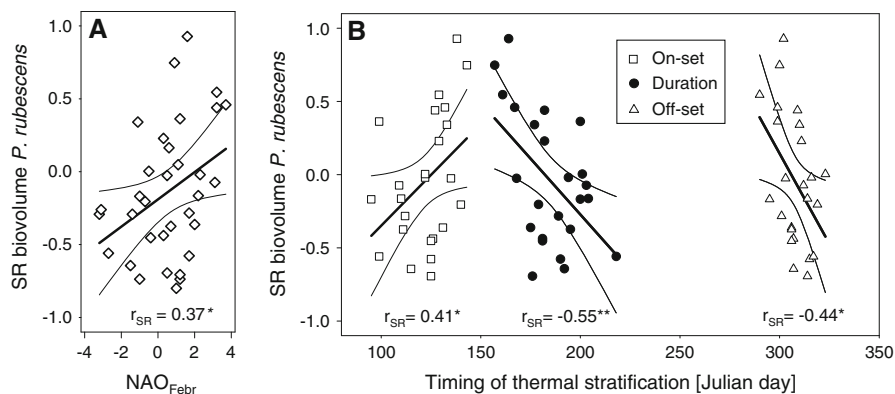 A
SR biovolume P. rubescens
1.0
0.5
0.0
-0.5
-1.0
r_SR = 0.37*
-4 -2 0 2 4
NAO_Febr
B
SR biovolume P. rubescens
1.0
0.5
0.0
-0.5
-1.0
On-set
Duration
Off-set
r_SR = 0.41*
r_SR = -0.55**
r_SR = -0.44*
100 150 200 250 300 350
Timing of thermal stratification [Julian day]